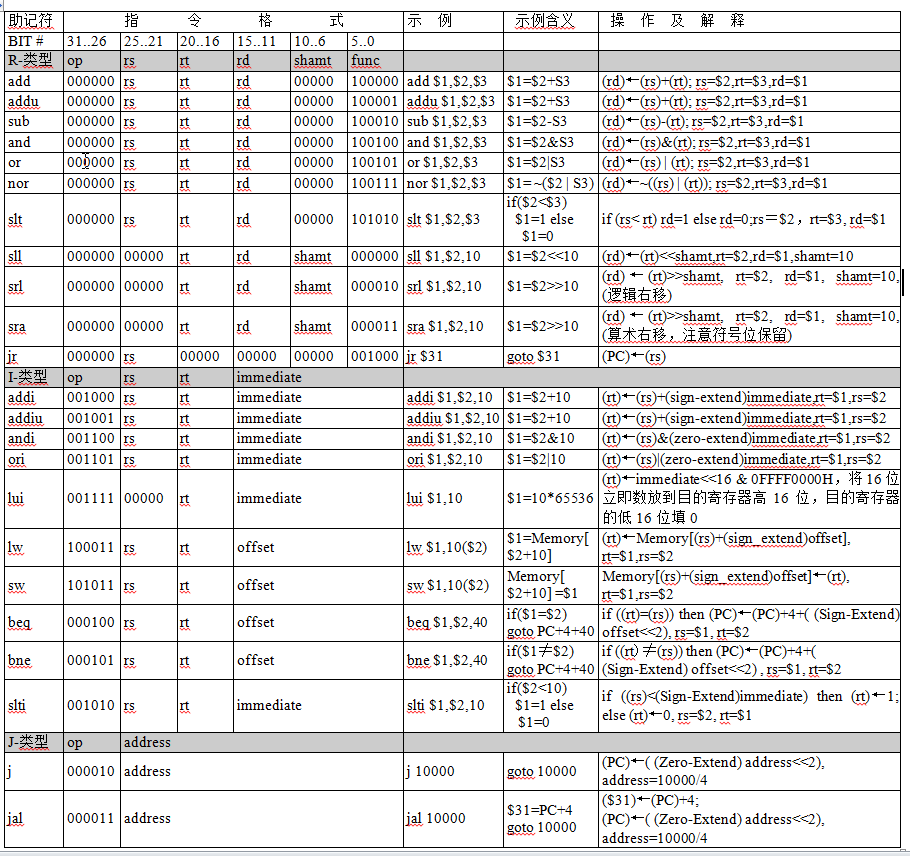 助记符 指 令 格 式 示 例 示例含义 操 作 及 解 释
BIT # 31..26 25..21 20..16 15..11 10..6 5..0
R-类型 op rs rt rd shamt func
add 000000 rs rt rd 00000 100000 add $1,$2,$3 $1=$2+S3 (rd)←(rs)+(rt); rs=$2,rt=$3,rd=$1
addu 000000 rs rt rd 00000 100001 addu $1,$2,$3 $1=$2+S3 (rd)←(rs)+(rt); rs=$2,rt=$3,rd=$1
sub 000000 rs rt rd 00000 100010 sub $1,$2,$3 $1=$2-S3 (rd)←(rs)-(rt); rs=$2,rt=$3,rd=$1
and 000000 rs rt rd 00000 100100 and $1,$2,$3 $1=$2&S3 (rd)←(rs)&(rt); rs=$2,rt=$3,rd=$1
or 000000 rs rt rd 00000 100101 or $1,$2,$3 $1=$2|S3 (rd)←(rs) | (rt); rs=$2,rt=$3,rd=$1
nor 000000 rs rt rd 00000 100111 nor $1,$2,$3 $1= ~($2 | S3) (rd)←~((rs) | (rt)); rs=$2,rt=$3,rd=$1
slt 000000 rs rt rd 00000 101010 slt $1,$2,$3 if($2<$3)
$1=1 else
$1=0 if (rs< rt) rd=1 else rd=0;rs＝$2，rt=$3, rd=$1
sll 000000 00000 rt rd shamt 000000 sll $1,$2,10 $1=$2<<10 (rd)←(rt)<<shamt,rt=$2,rd=$1,shamt=10
srl 000000 00000 rt rd shamt 000010 srl $1,$2,10 $1=$2>>10 (rd) ← (rt)>>shamt, rt=$2, rd=$1, shamt=10,
(逻辑右移)
sra 000000 00000 rt rd shamt 000011 sra $1,$2,10 $1=$2>>10 (rd) ← (rt)>>shamt, rt=$2, rd=$1, shamt=10,
(算术右移，注意符号位保留)
jr 000000 rs 00000 00000 00000 001000 jr $31 goto $31 (PC)←(rs)
I-类型 op rs rt immediate
addi 001000 rs rt immediate addi $1,$2,10 $1=$2+10 (rt)←(rs)+(sign-extend)immediate,rt=$1,rs=$2
addiu 001001 rs rt immediate addiu $1,$2,10 $1=$2+10 (rt)←(rs)+(sign-extend)immediate,rt=$1,rs=$2
andi 001100 rs rt immediate andi $1,$2,10 $1=$2&10 (rt)←(rs)&(zero-extend)immediate,rt=$1,rs=$2
ori 001101 rs rt immediate ori $1,$2,10 $1=$2|10 (rt)←(rs)|(zero-extend)immediate,rt=$1,rs=$2
lui 001111 00000 rt immediate lui $1,10 $1=10*65536 (rt)←immediate<<16 & 0FFFF0000H，将 16 位
立即数放到目的寄存器高 16 位，目的寄存器
的低 16 位填 0
lw 100011 rs rt offset lw $1,10($2) $1=Memory[
$2+10] (rt)←Memory[(rs)+(sign_extend)offset],
rt=$1,rs=$2
sw 101011 rs rt offset sw $1,10($2) Memory[
$2+10] =$1 Memory[(rs)+(sign_extend)offset]←(rt),
rt=$1,rs=$2
beq 000100 rs rt offset beq $1,$2,40 if($1=$2)
goto PC+4+40 if ((rt)=(rs)) then (PC)←(PC)+4+( (Sign-Extend)
offset<<2), rs=$1, rt=$2
bne 000101 rs rt offset bne $1,$2,40 if($1≠$2)
goto PC+4+40 if ((rt)≠(rs)) then (PC)←(PC)+4+(
(Sign-Extend) offset<<2) , rs=$1, rt=$2
slti 001010 rs rt immediate slti $1,$2,10 if($2<10)
$1=1 else
$1=0 if ((rs)<(Sign-Extend)immediate) then (rt)←1;
else (rt)←0, rs=$2, rt=$1
J-类型 op address
j 000010 address j 10000 goto 10000 (PC)←( (Zero-Extend) address<<2),
address=10000/4
jal 000011 address jal 10000 $31=PC+4
goto 10000 ($31)←(PC)+4;
(PC)←( (Zero-Extend) address<<2),
address=10000/4